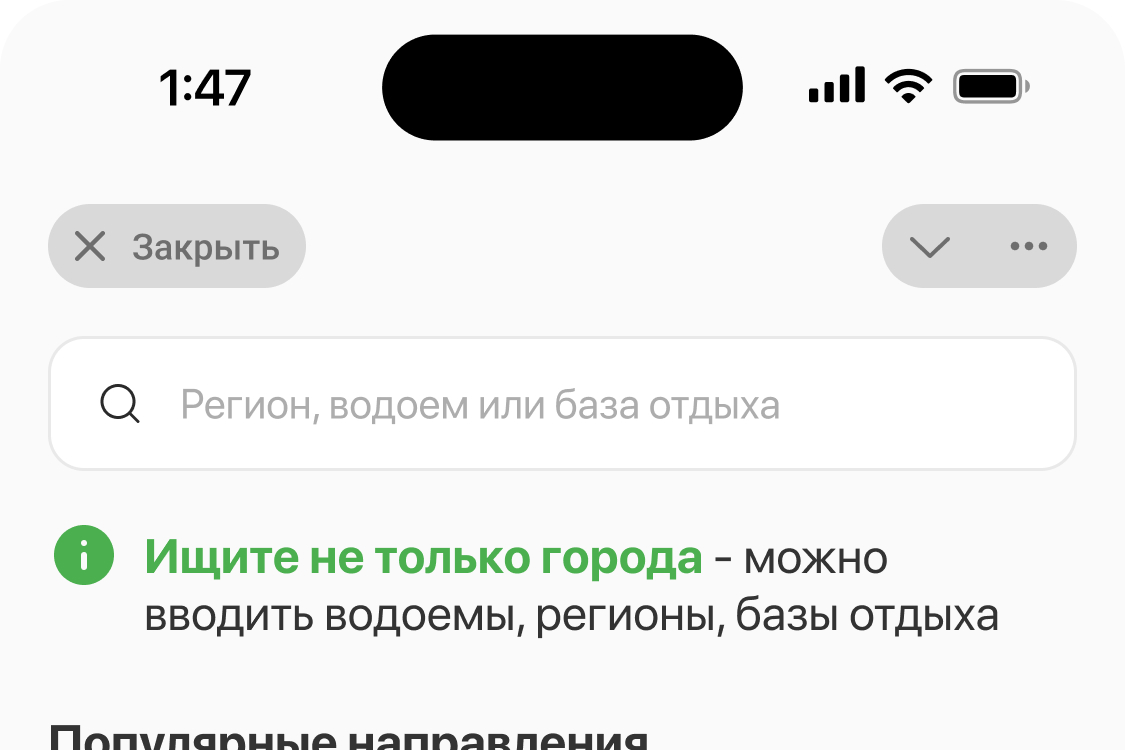 1:47
Закрыть
Регион, водоем или база отдыха
Ищите не только города - можно
вводить водоемы, регионы, базы отдыха
Популярные направления